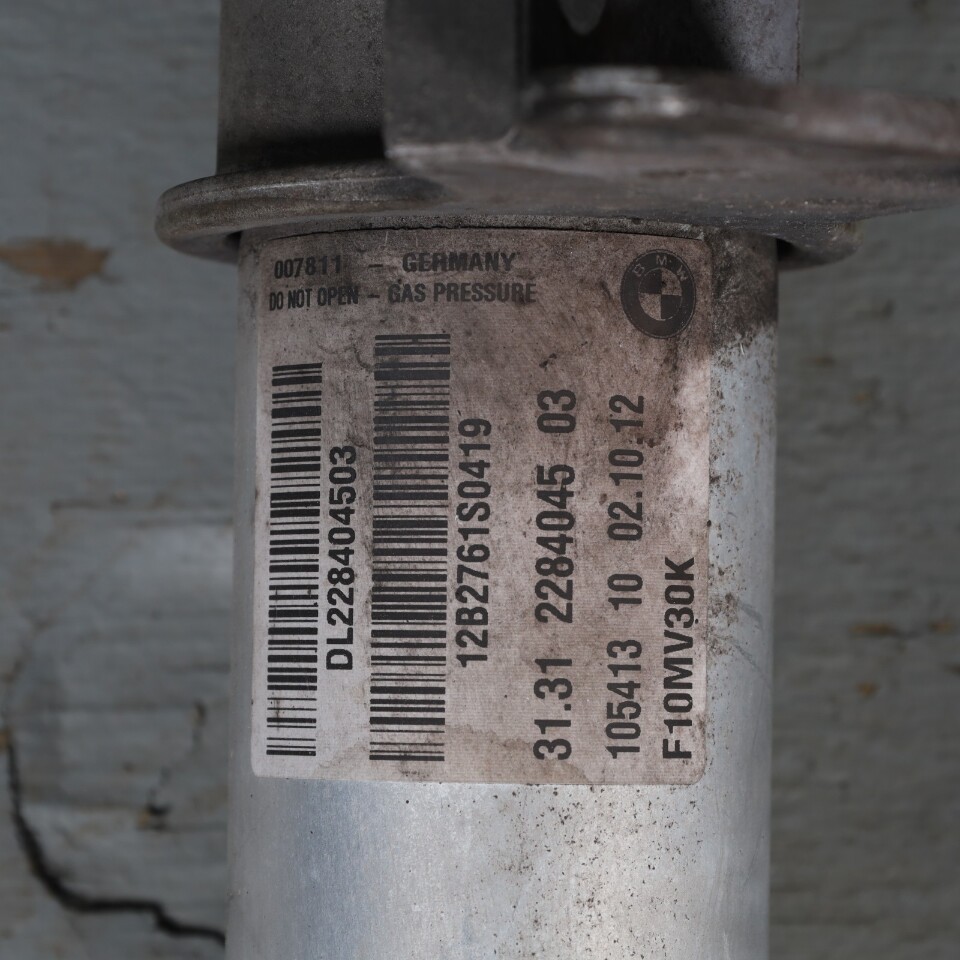 007811 - GERMANY
DO NOT OPEN - GAS PRESSURE
BMW
DL228404503
12B2761S0419
31.31 2284045 03
105413 10 02.10.12
F10MV30K